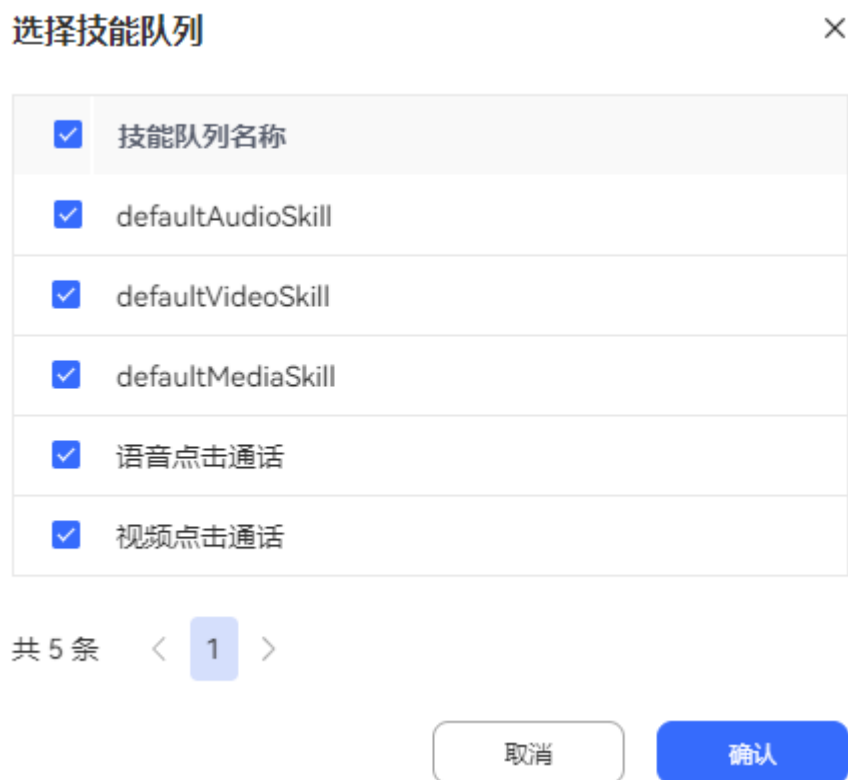 选择技能队列
技能队列名称
defaultAudioSkill
defaultVideoSkill
defaultMediaSkill
语音点击通话
视频点击通话
共 5 条 1
取消 确认